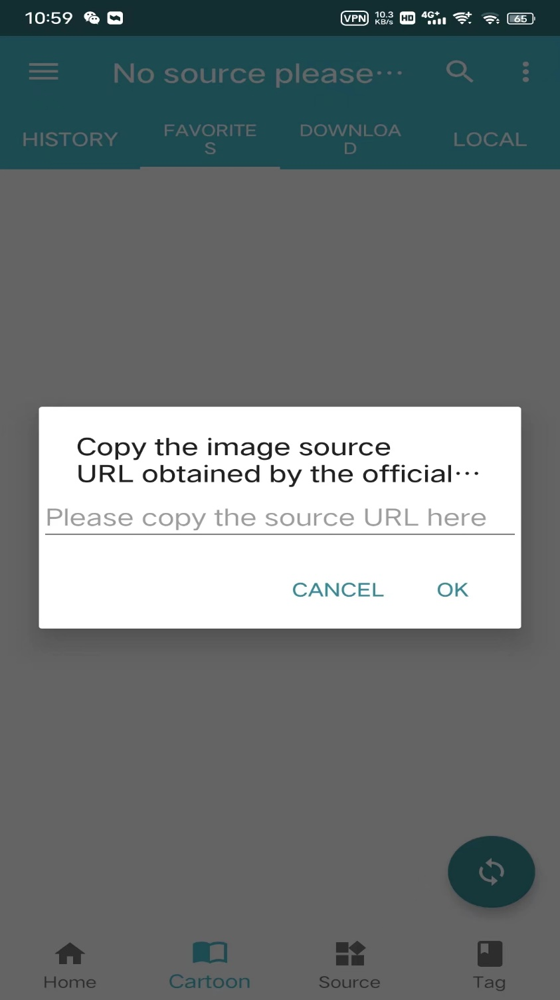 10:59
VPN 10.3 KB/s HD 4G+ 65
No source please···
HISTORY
FAVORITE
S
DOWNLOA
D
LOCAL
Copy the image source
URL obtained by the official···
Please copy the source URL here
CANCEL OK
Home Cartoon Source Tag